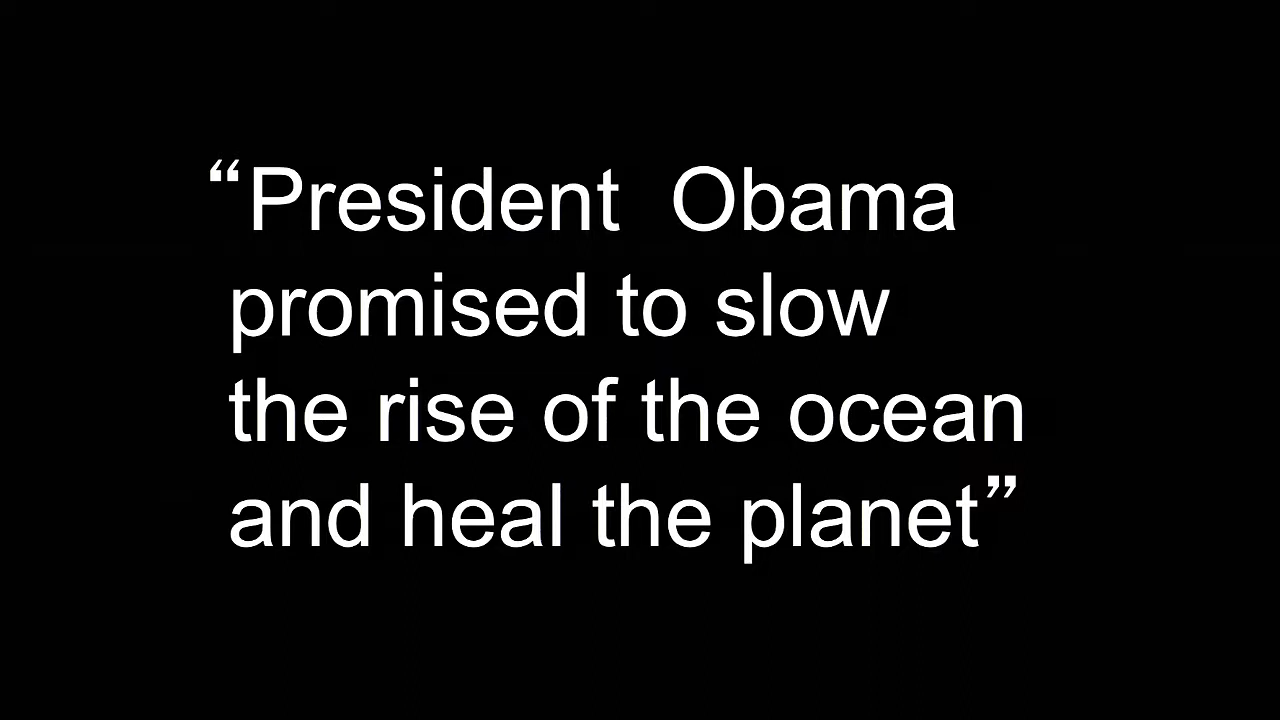 “President  Obama
promised to slow
the rise of the ocean
and heal the planet”